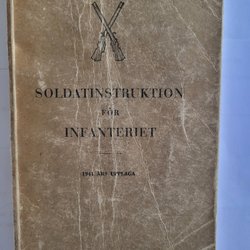 SOLDATINSTRUKTION
FÖR
INFANTERIET
1941 ÅRS UPPLAGA